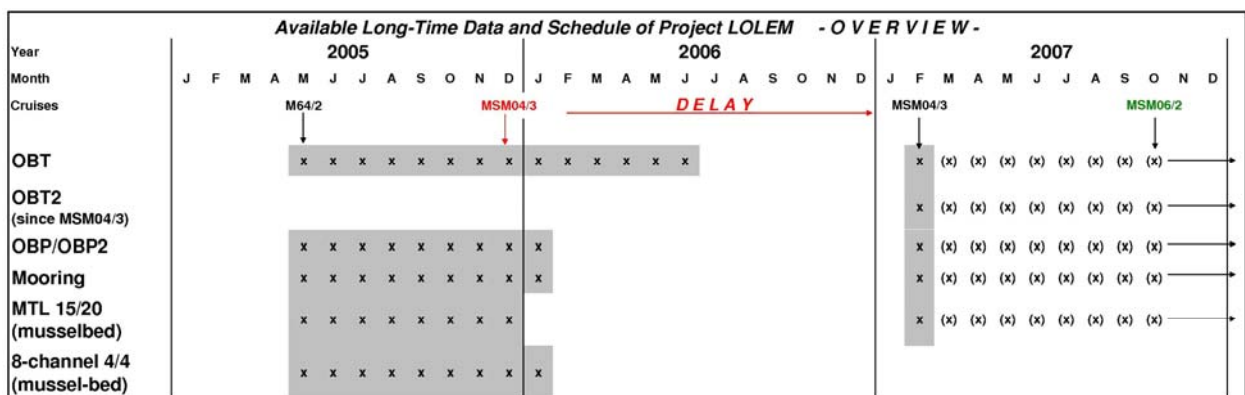 Available Long-Time Data and Schedule of Project LOLEM - O V E R V I E W -
Year 2005 2006 2007
Month J F M A M J J A S O N D J F M A M J J A S O N D J F M A M J J A S O N D
Cruises M64/2 MSM04/3 D E L A Y MSM04/3 MSM06/2
OBT x x x x x x x x x x x x x x x (x) (x) (x) (x) (x) (x) (x) (x)
OBT2
(since MSM04/3) x (x) (x) (x) (x) (x) (x) (x) (x)
OBP/OBP2 x x x x x x x x x x (x) (x) (x) (x) (x) (x) (x) (x)
Mooring x x x x x x x x x x (x) (x) (x) (x) (x) (x) (x) (x)
MTL 15/20
(musselbed) x x x x x x x x x (x) (x) (x) (x) (x) (x) (x) (x)
8-channel 4/4
(mussel-bed) x x x x x x x x x